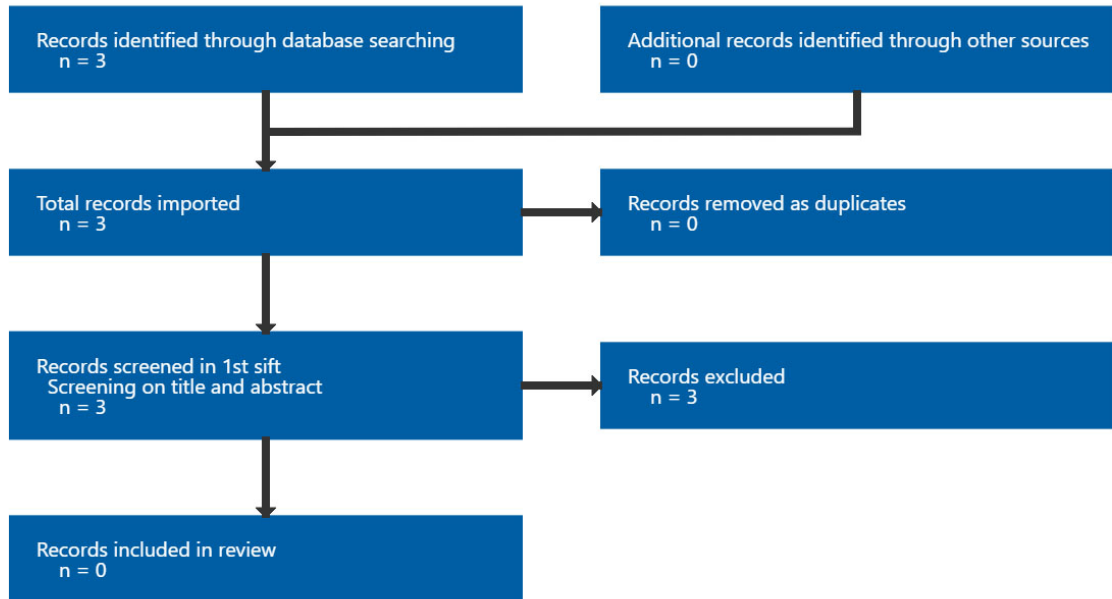 Records identified through database searching
n = 3
Additional records identified through other sources
n = 0
Total records imported
n = 3
Records removed as duplicates
n = 0
Records screened in 1st sift
Screening on title and abstract
n = 3
Records excluded
n = 3
Records included in review
n = 0